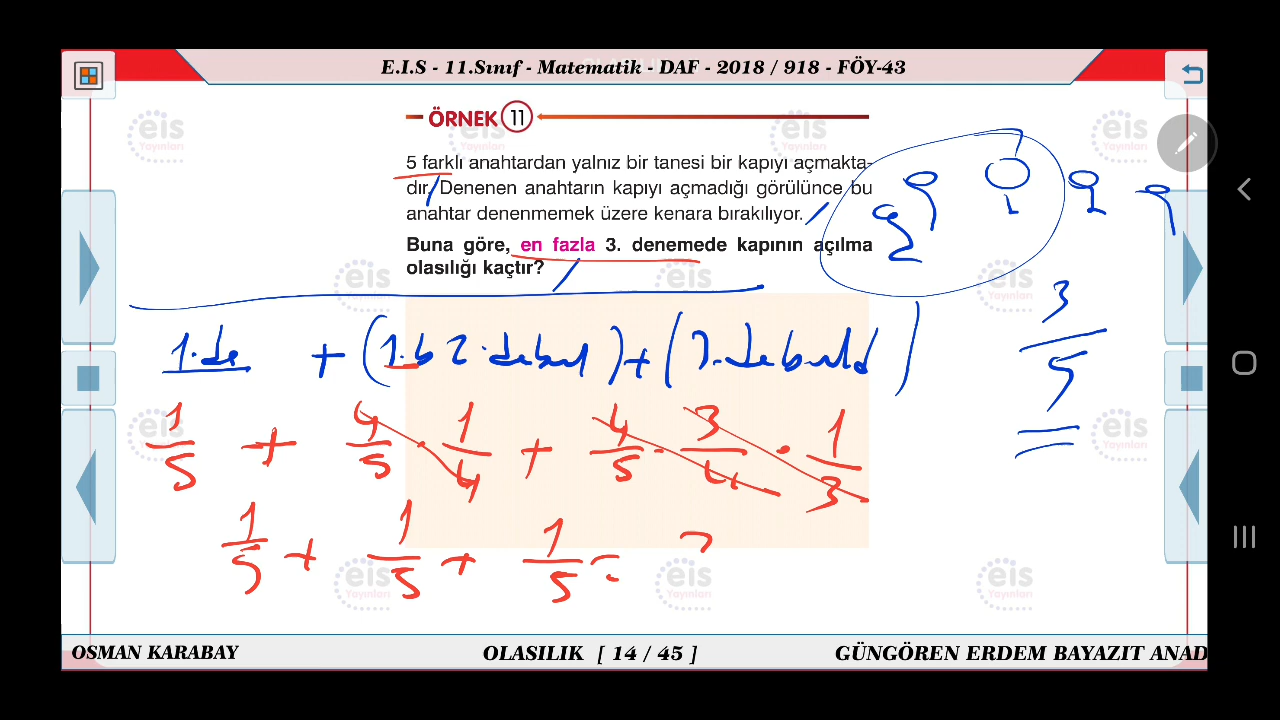 E.I.S - 11.Sınıf - Matematik - DAF - 2018 / 918 - FÖY-43
ÖRNEK 11
5 farklı anahtardan yalnız bir tanesi bir kapıyı açmakta-
dır. Denenen anahtarın kapıyı açmadığı görülünce bu
anahtar denenmemek üzere kenara bırakılıyor.
Buna göre, en fazla 3. denemede kapının açılma
olasılığı kaçtır?
3/5
1.de + (1.b 2.debul) + (3.debuld)
1/5 + 4/5 · 1/4 + 4/5 · 3/4 · 1/3
1/5 + 1/5 + 1/5 =
eis Yayınları
OSMAN KARABAY
OLASILIK [ 14 / 45 ]
GÜNGÖREN ERDEM BAYAZIT ANAD